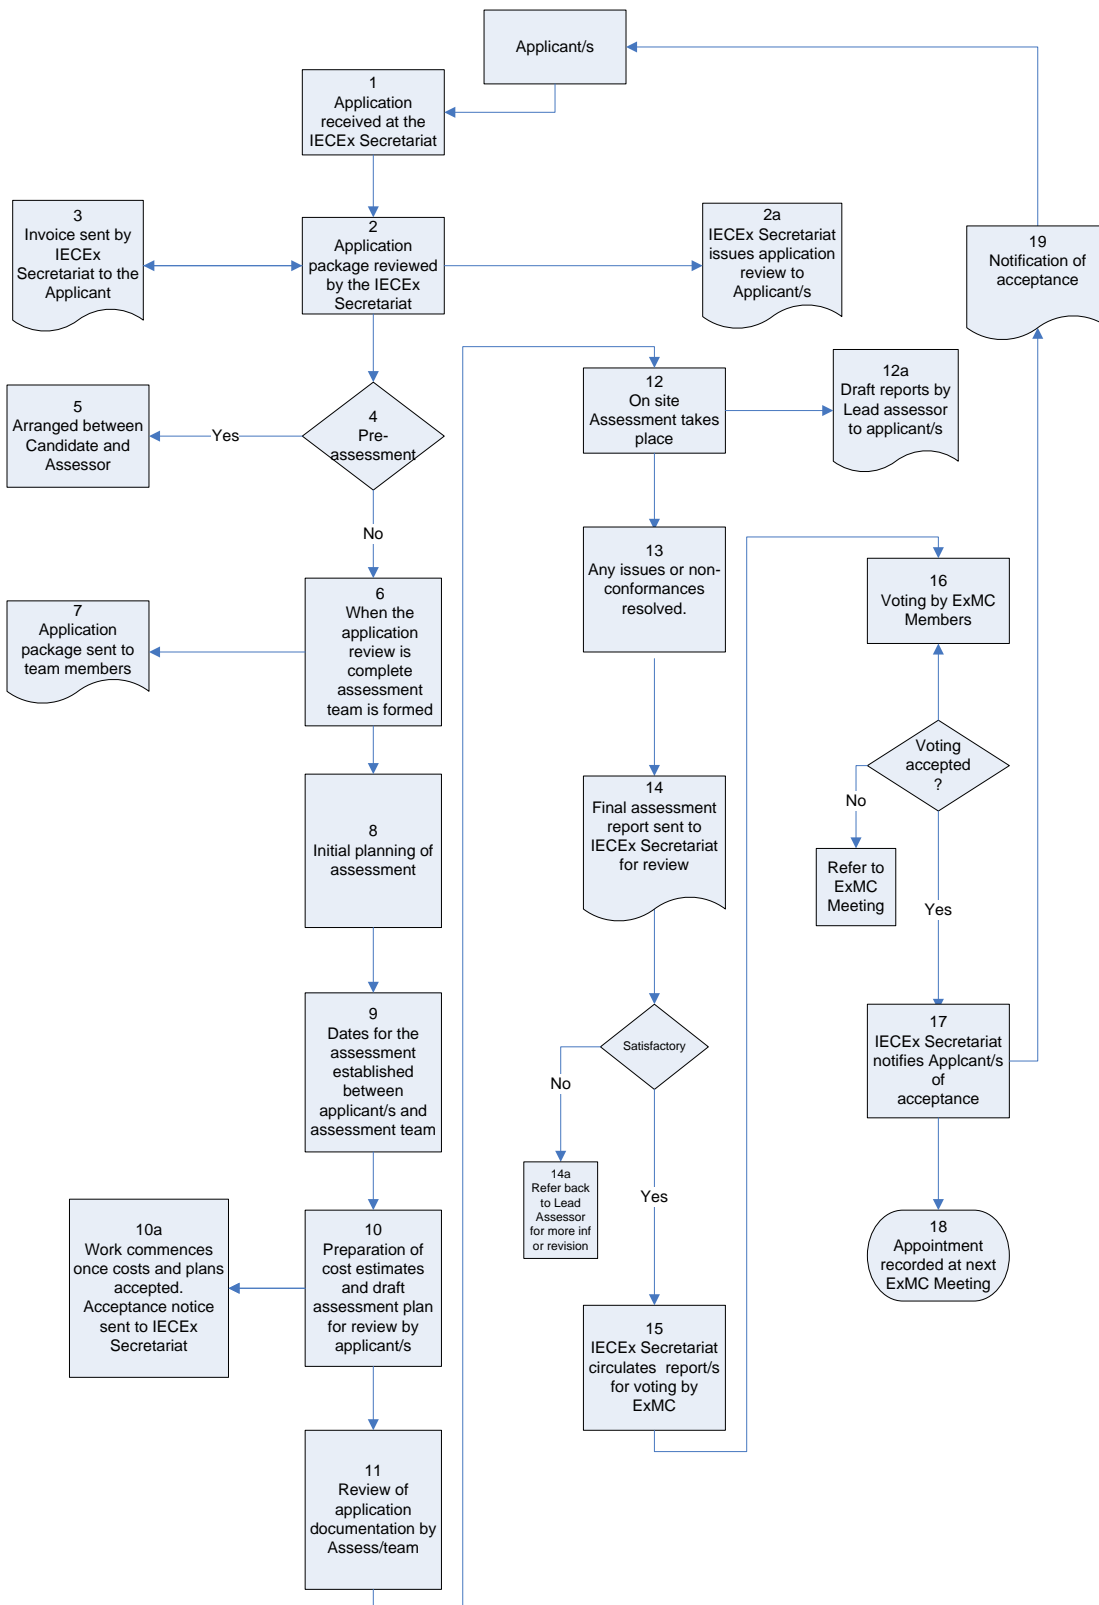 Applicant/s
1
Application
received at the
IECEx Secretariat
3
Invoice sent by
IECEx
Secretariat to the
Applicant
2
Application
package reviewed
by the IECEx
Secretariat
2a
IECEx Secretariat
issues application
review to
Applicant/s
19
Notification of
acceptance
5
Arranged between
Candidate and
Assessor
Yes
4
Pre-
assessment
No
12
On site
Assessment takes
place
12a
Draft reports by
Lead assessor
to applicant/s
7
Application
package sent to
team members
6
When the
application
review is
complete
assessment
team is formed
13
Any issues or non-
conformances
resolved.
16
Voting by ExMC
Members
Voting
accepted
?
No
Refer to
ExMC
Meeting
Yes
8
Initial planning of
assessment
14
Final assessment
report sent to
IECEx Secretariat
for review
9
Dates for the
assessment
established
between
applicant/s and
assessment team
Satisfactory
No
14a
Refer back
to Lead
Assessor
for more inf
or revision
Yes
17
IECEx Secretariat
notifies Applcant/s
of
acceptance
18
Appointment
recorded at next
ExMC Meeting
10a
Work commences
once costs and plans
accepted.
Acceptance notice
sent to IECEx
Secretariat
10
Preparation of
cost estimates
and draft
assessment plan
for review by
applicant/s
15
IECEx Secretariat
circulates report/s
for voting by
ExMC
11
Review of
application
documentation by
Assess/team